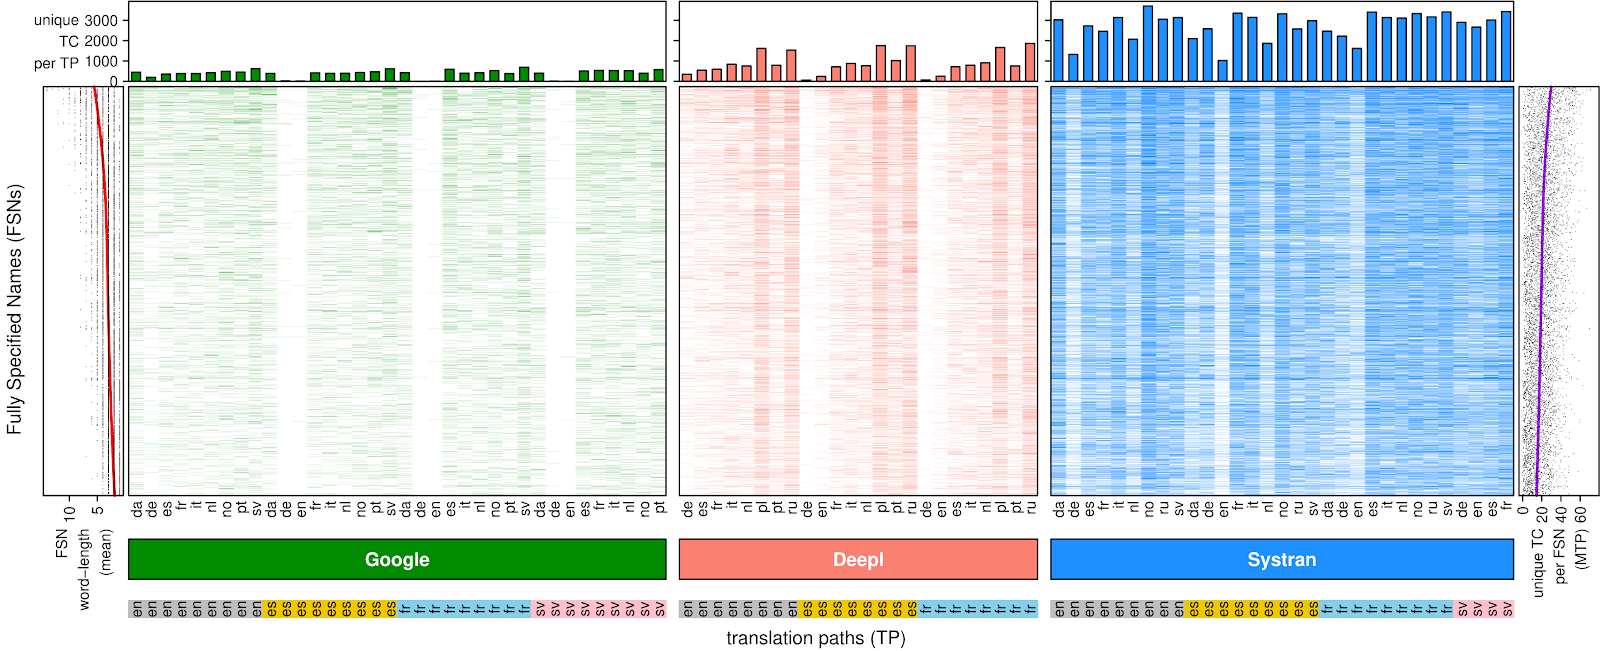 unique 3000
TC 2000
per TP 1000
0
Fully Specified Names (FSNs)
10 5
FSN
word-length
(mean)
da de es fr it nl no pt sv da de en fr it nl no pt sv da de en es it nl no pt sv da de en es fr it nl no pt
de es fr it nl pl pt ru de en fr it nl pl pt ru de en es it nl pl pt ru
da de es fr it nl no ru sv da de en fr it nl no ru sv da de en es it nl no ru sv de en es fr
0 20 40 60
unique TC
per FSN
(MTP)
Google
Deepl
Systran
en en en en en en en en en es es es es es es es es es fr fr fr fr fr fr fr fr fr sv sv sv sv sv sv sv sv sv
en en en en en en en en es es es es es es es es fr fr fr fr fr fr fr fr
en en en en en en en en en es es es es es es es es es fr fr fr fr fr fr fr fr fr sv sv sv sv
translation paths (TP)